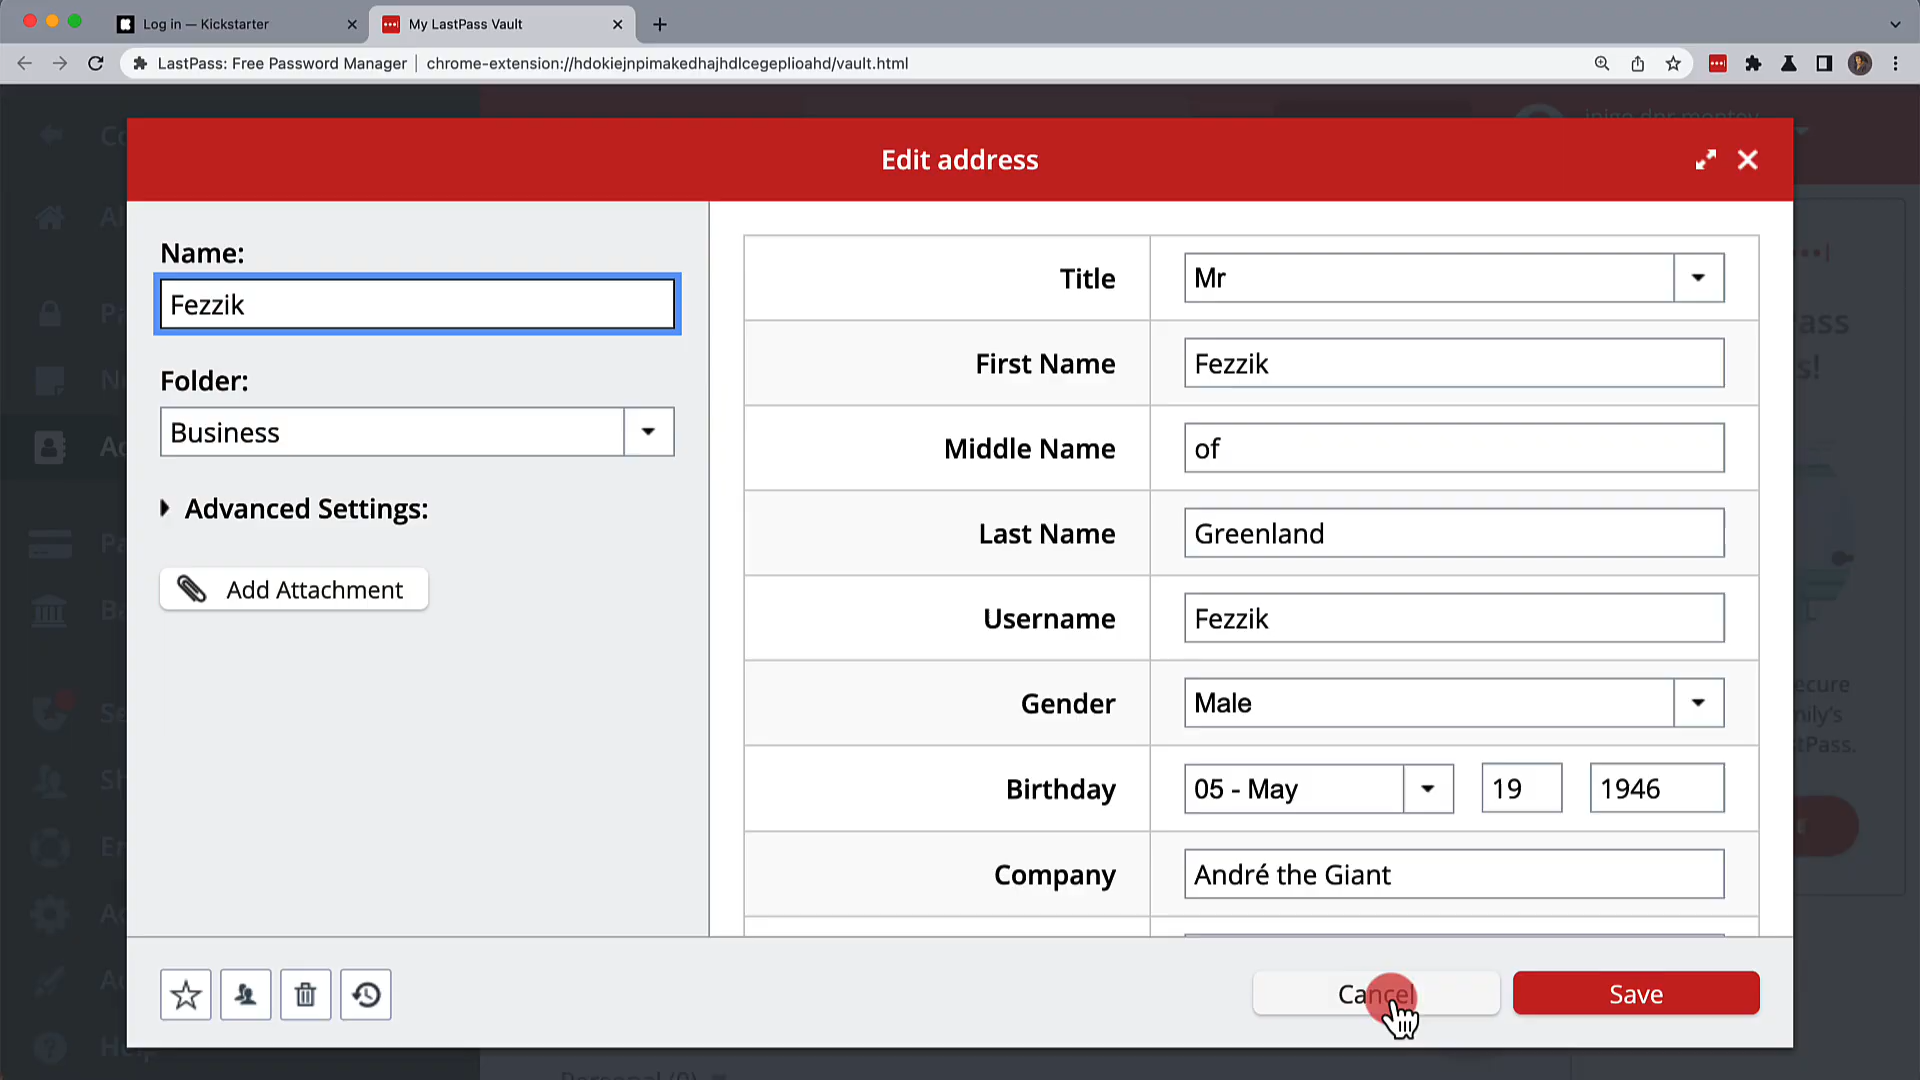 Log in — Kickstarter
My LastPass Vault
LastPass: Free Password Manager | chrome-extension://hdokiejnpimakedhajhdlcegeplioahd/vault.html
Edit address
Name:
Fezzik
Folder:
Business
Advanced Settings:
Add Attachment
Title
Mr
First Name
Fezzik
Middle Name
of
Last Name
Greenland
Username
Fezzik
Gender
Male
Birthday
05 - May
19
1946
Company
André the Giant
Cancel
Save